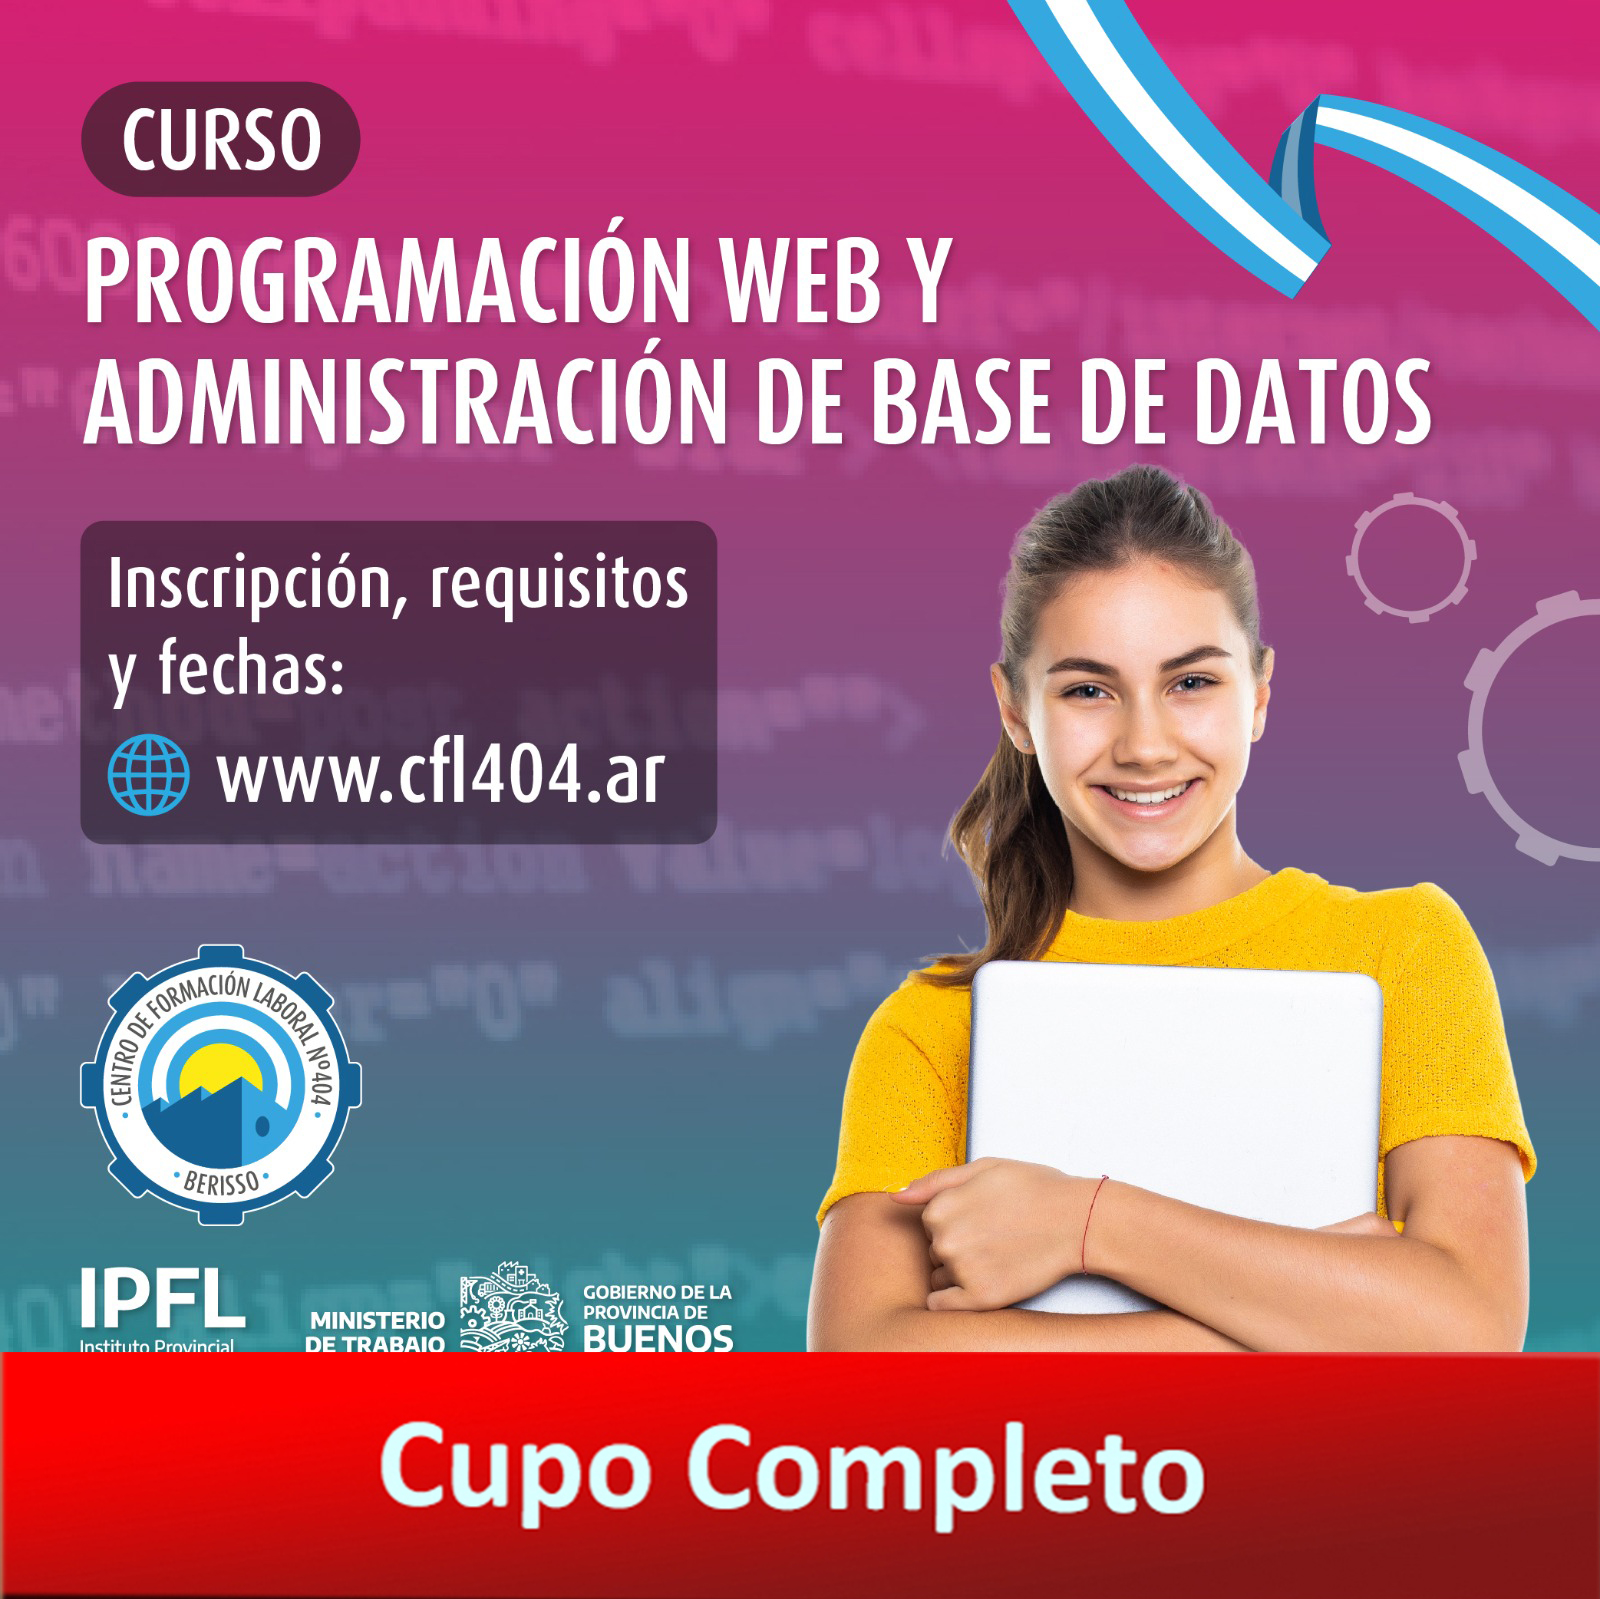 CURSO
PROGRAMACIÓN WEB Y
ADMINISTRACIÓN DE BASE DE DATOS
Inscripción, requisitos
y fechas:
www.cfl404.ar
CENTRO DE FORMACIÓN LABORAL Nº404
BERISSO
IPFL
Instituto Provincial
MINISTERIO
DE TRABAJO
GOBIERNO DE LA
PROVINCIA DE
BUENOS
Cupo Completo